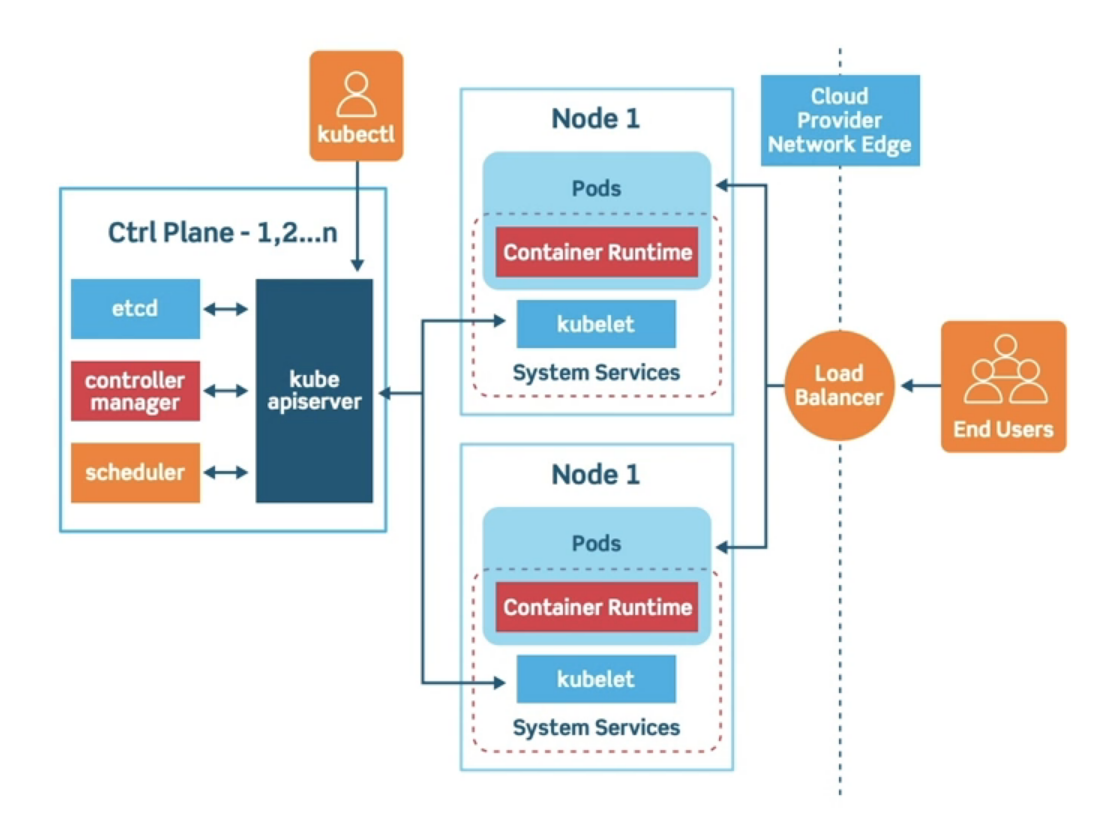 kubectl
Ctrl Plane - 1,2...n
etcd
controller
manager
scheduler
kube
apiserver
Node 1
Pods
Container Runtime
kubelet
System Services
Node 1
Pods
Container Runtime
kubelet
System Services
Cloud
Provider
Network Edge
Load
Balancer
End Users